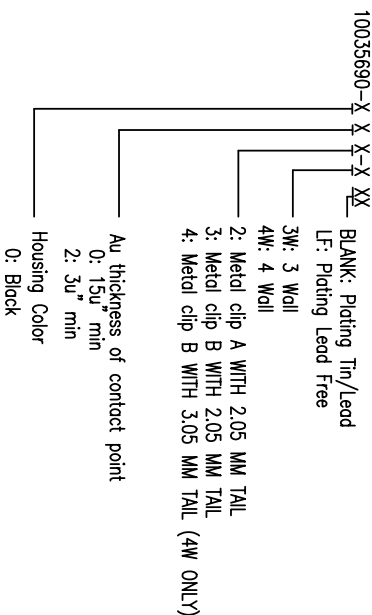 10035690-X X X-X XX
BLANK: Plating Tin/Lead
LF: Plating Lead Free
3W: 3 Wall
4W: 4 Wall
2: Metal clip A WITH 2.05 MM TAIL
3: Metal clip B WITH 2.05 MM TAIL
4: Metal clip B WITH 3.05 MM TAIL (4W ONLY)
Au thickness of contact point
0: 15u" min
2: 3u" min
Housing Color
0: Black